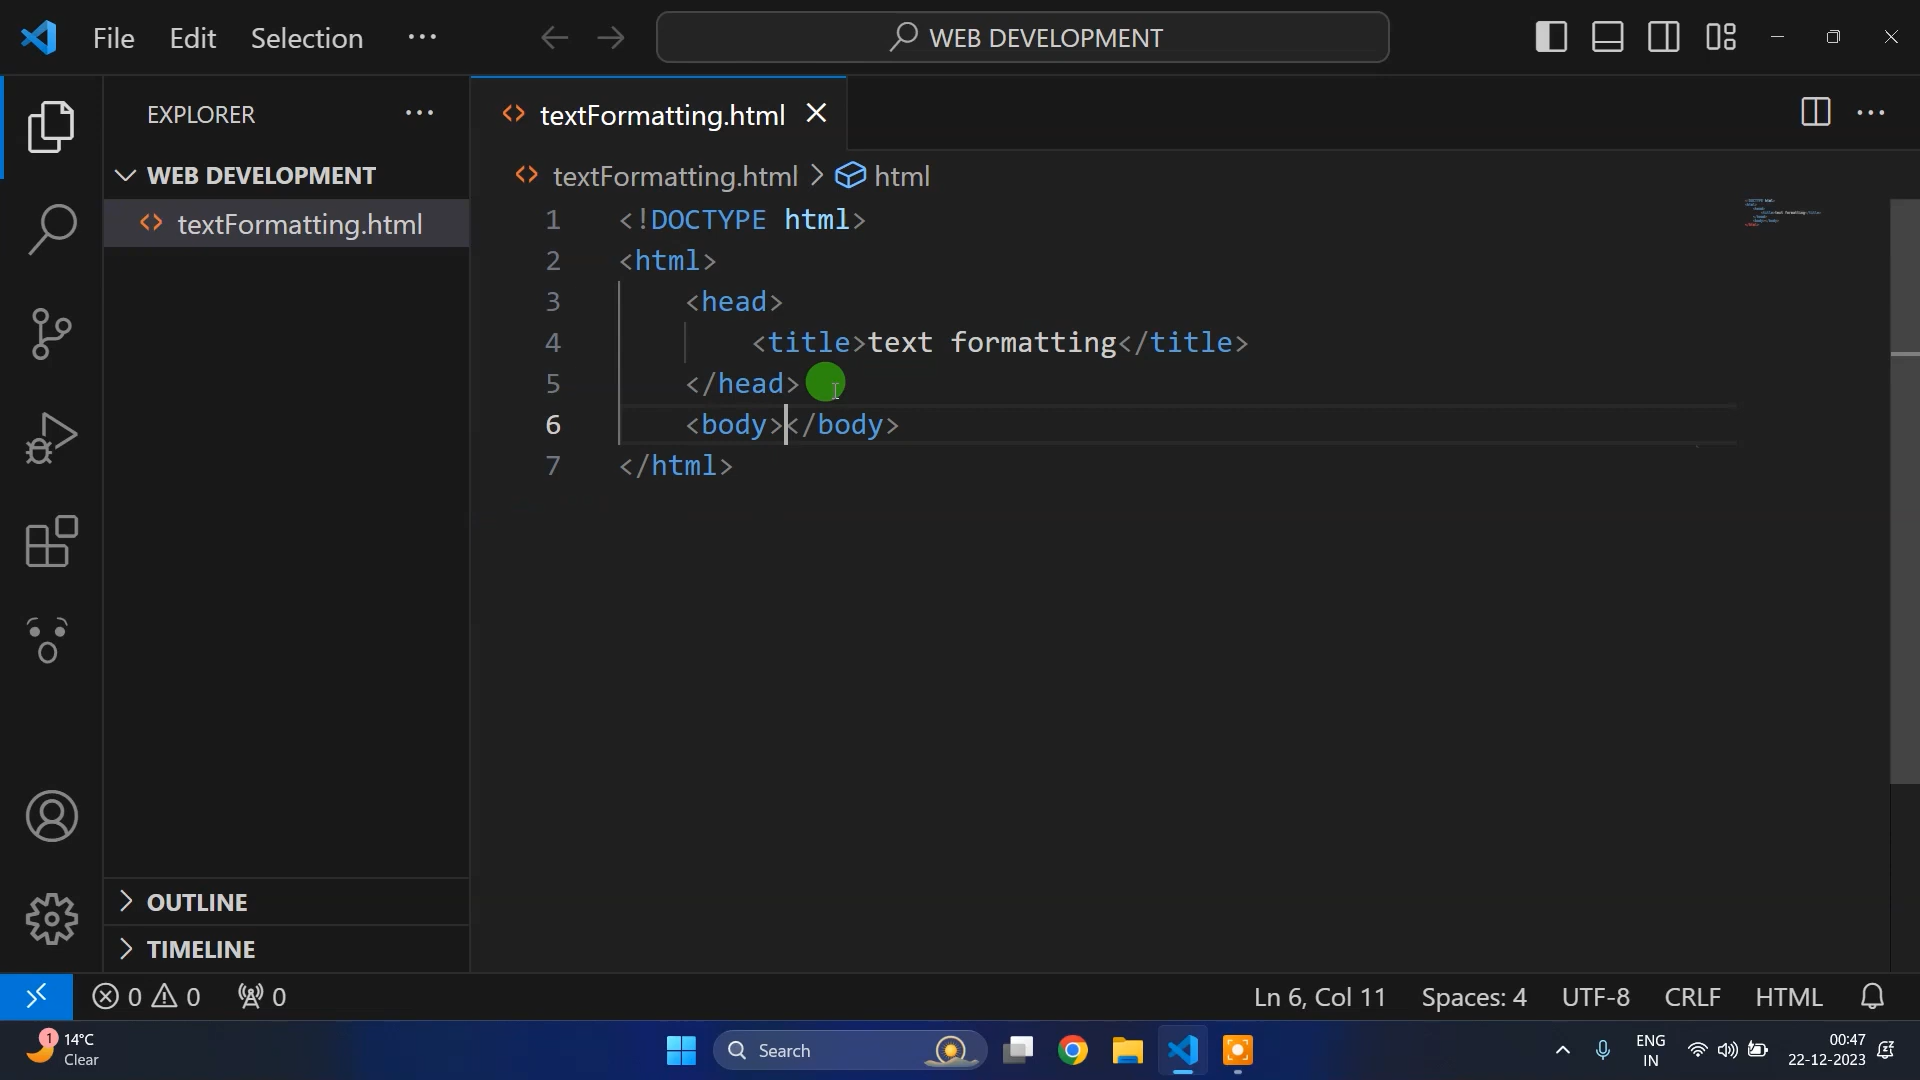 File Edit Selection ··· WEB DEVELOPMENT
EXPLORER ···
WEB DEVELOPMENT
textFormatting.html
OUTLINE
TIMELINE
textFormatting.html
textFormatting.html > html
1 <!DOCTYPE html>
2 <html>
3 <head>
4 <title>text formatting</title>
5 </head>
6 <body></body>
7 </html>
0 0 0 Ln 6, Col 11 Spaces: 4 UTF-8 CRLF HTML
1 14°C
Clear
Search
ENG
IN
00:47
22-12-2023